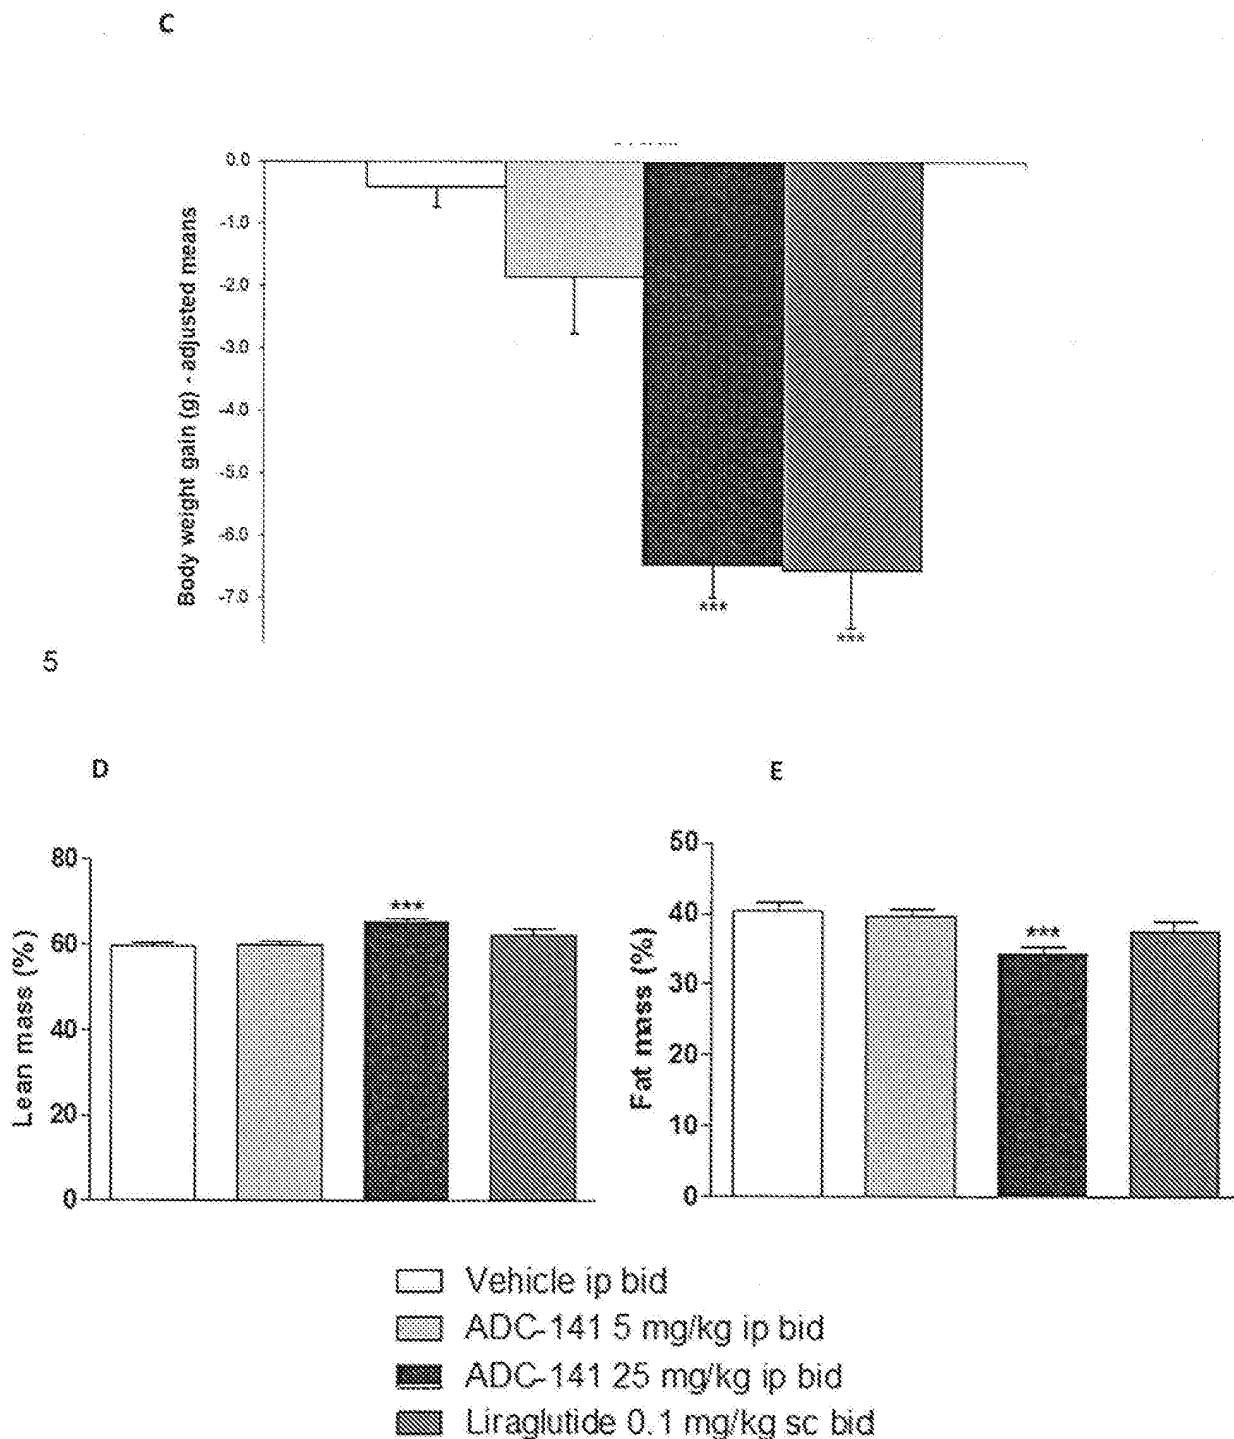 C
0.0
-1.0
-2.0
-3.0
-4.0
-5.0
-6.0
-7.0
Body weight gain (g) - adjusted means
***
***
5
D
E
80
60
40
20
0
Lean mass (%)
***
50
40
30
20
10
0
Fat mass (%)
***
Vehicle ip bid
ADC-141 5 mg/kg ip bid
ADC-141 25 mg/kg ip bid
Liraglutide 0.1 mg/kg sc bid